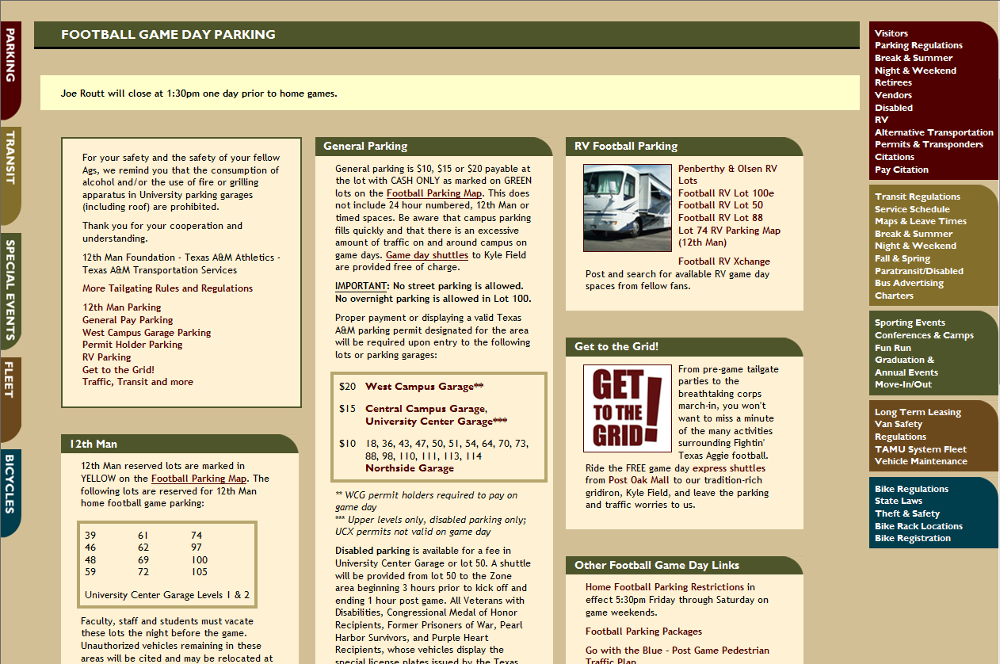 PARKING
TRANSIT
SPECIAL EVENTS
FLEET
BICYCLES
FOOTBALL GAME DAY PARKING
Joe Routt will close at 1:30pm one day prior to home games.
For your safety and the safety of your fellow
Ags, we remind you that the consumption of
alcohol and/or the use of fire or grilling
apparatus in University parking garages
(including roof) are prohibited.
Thank you for your cooperation and
understanding.
12th Man Foundation - Texas A&M Athletics -
Texas A&M Transportation Services
More Tailgating Rules and Regulations
12th Man Parking
General Pay Parking
West Campus Garage Parking
Permit Holder Parking
RV Parking
Get to the Grid!
Traffic, Transit and more
12th Man
12th Man reserved lots are marked in
YELLOW on the Football Parking Map. The
following lots are reserved for 12th Man
home football game parking:
39 61 74
46 62 97
48 69 100
59 72 105
University Center Garage Levels 1 & 2
Faculty, staff and students must vacate
these lots the night before the game.
Unauthorized vehicles remaining in these
areas will be cited and may be relocated at
General Parking
General parking is $10, $15 or $20 payable at
the lot with CASH ONLY as marked on GREEN
lots on the Football Parking Map. This does
not include 24 hour numbered, 12th Man or
timed spaces. Be aware that campus parking
fills quickly and that there is an excessive
amount of traffic on and around campus on
game days. Game day shuttles to Kyle Field
are provided free of charge.
IMPORTANT: No street parking is allowed.
No overnight parking is allowed in Lot 100.
Proper payment or displaying a valid Texas
A&M parking permit designated for the area
will be required upon entry to the following
lots or parking garages:
$20 West Campus Garage**
$15 Central Campus Garage,
University Center Garage***
$10 18, 36, 43, 47, 50, 51, 54, 64, 70, 73,
88, 98, 110, 111, 113, 114
Northside Garage
** WCG permit holders required to pay on
game day
*** Upper levels only, disabled parking only;
UCX permits not valid on game day
Disabled parking is available for a fee in
University Center Garage or lot 50. A shuttle
will be provided from lot 50 to the Zone
area beginning 3 hours prior to kick off and
ending 1 hour post game. All Veterans with
Disabilities, Congressional Medal of Honor
Recipients, Former Prisoners of War, Pearl
Harbor Survivors, and Purple Heart
Recipients, whose vehicles display the
special license plates issued by the Texas
RV Football Parking
Penberthy & Olsen RV
Lots
Football RV Lot 100e
Football RV Lot 50
Football RV Lot 88
Lot 74 RV Parking Map
(12th Man)
Football RV Xchange
Post and search for available RV game day
spaces from fellow fans.
Get to the Grid!
GET
TO THE
GRID!
From pre-game tailgate
parties to the
breathtaking corps
march-in, you won't
want to miss a minute
of the many activities
surrounding Fightin'
Texas Aggie football.
Ride the FREE game day express shuttles
from Post Oak Mall to our tradition-rich
gridiron, Kyle Field, and leave the parking
and traffic worries to us.
Other Football Game Day Links
Home Football Parking Restrictions in
effect 5:30pm Friday through Saturday on
game weekends.
Football Parking Packages
Go with the Blue - Post Game Pedestrian
Traffic Plan
Visitors
Parking Regulations
Break & Summer
Night & Weekend
Retirees
Vendors
Disabled
RV
Alternative Transportation
Permits & Transponders
Citations
Pay Citation
Transit Regulations
Service Schedule
Maps & Leave Times
Break & Summer
Night & Weekend
Fall & Spring
Paratransit/Disabled
Bus Advertising
Charters
Sporting Events
Conferences & Camps
Fun Run
Graduation &
Annual Events
Move-In/Out
Long Term Leasing
Van Safety
Regulations
TAMU System Fleet
Vehicle Maintenance
Bike Regulations
State Laws
Theft & Safety
Bike Rack Locations
Bike Registration